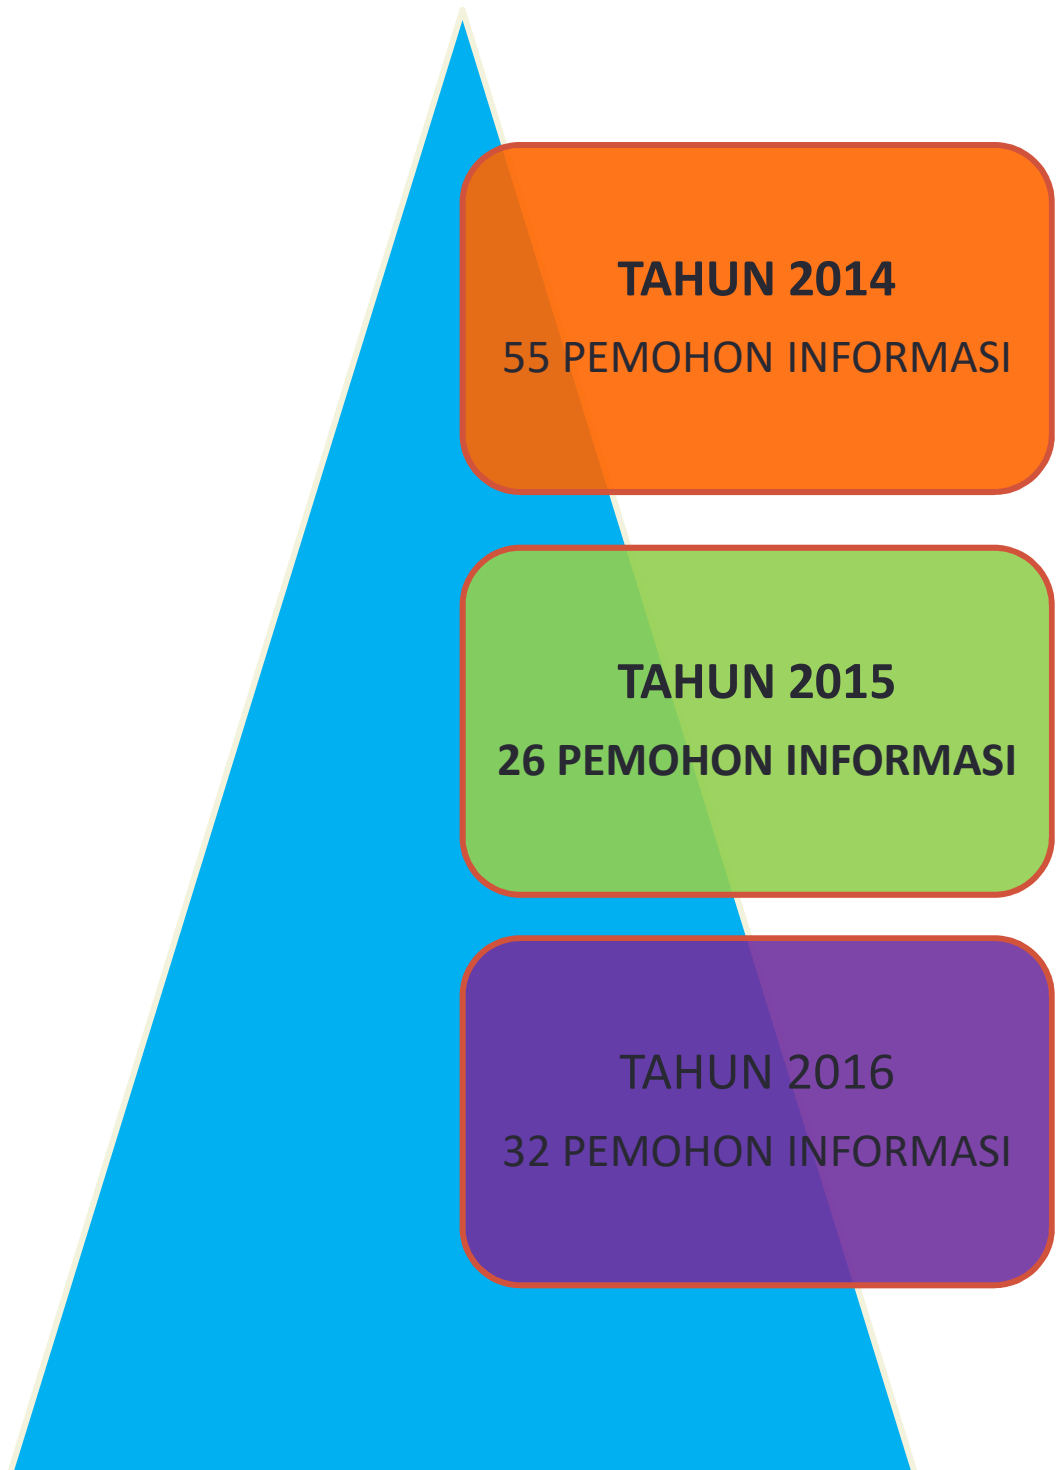 TAHUN 2014
55 PEMOHON INFORMASI
TAHUN 2015
26 PEMOHON INFORMASI
TAHUN 2016
32 PEMOHON INFORMASI